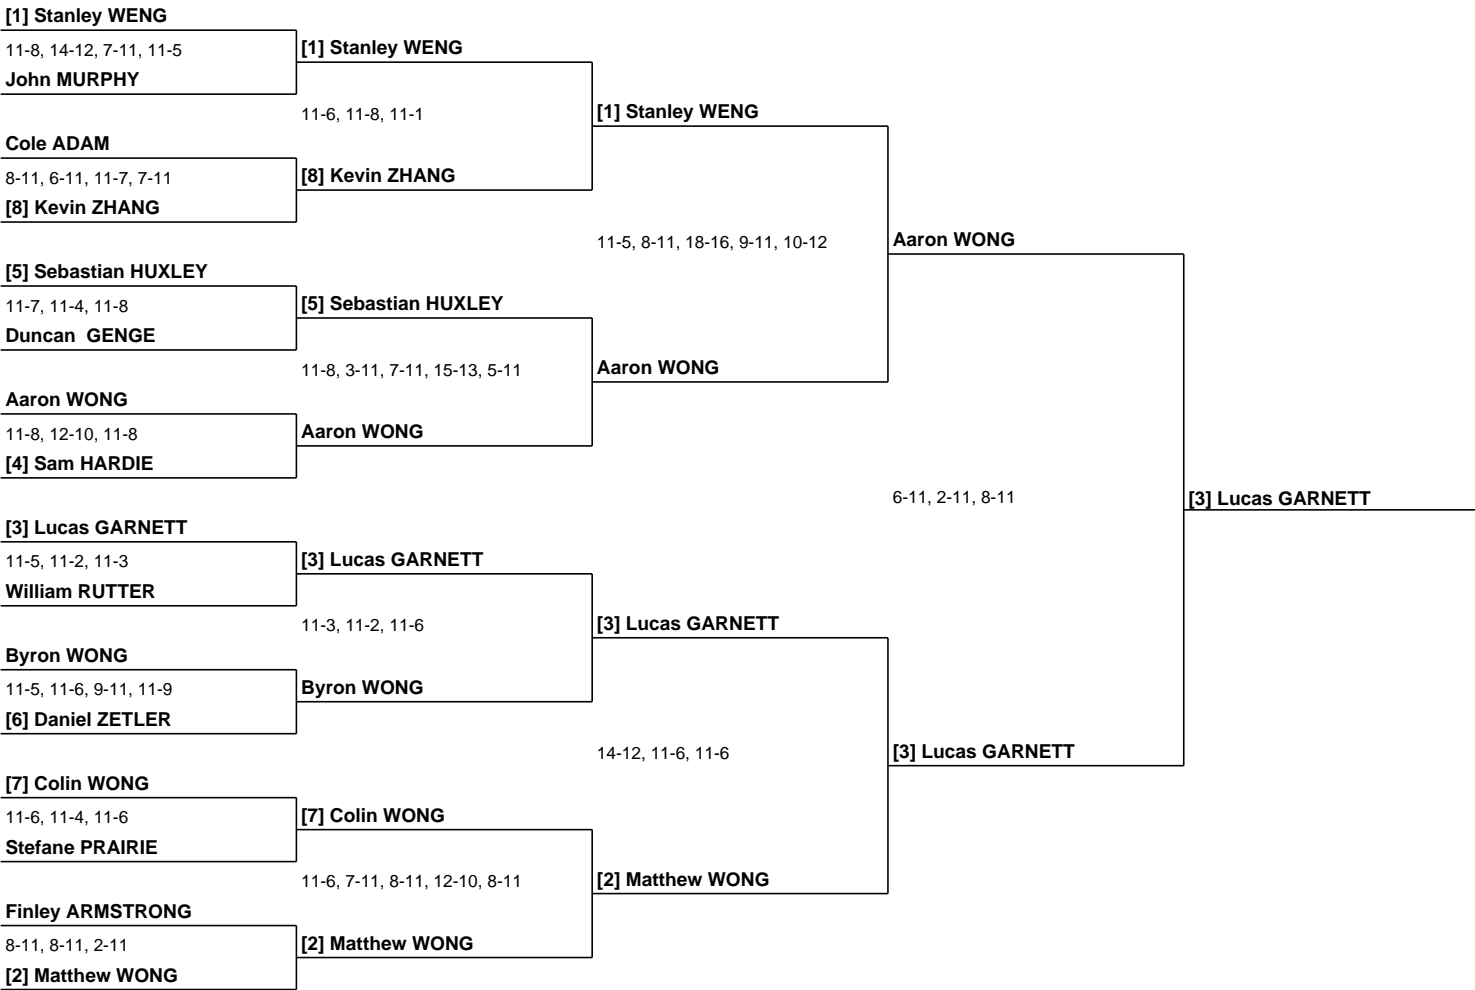 [1] Stanley WENG
11-8, 14-12, 7-11, 11-5
John MURPHY
Cole ADAM
8-11, 6-11, 11-7, 7-11
[8] Kevin ZHANG
[5] Sebastian HUXLEY
11-7, 11-4, 11-8
Duncan  GENGE
Aaron WONG
11-8, 12-10, 11-8
[4] Sam HARDIE
[3] Lucas GARNETT
11-5, 11-2, 11-3
William RUTTER
Byron WONG
11-5, 11-6, 9-11, 11-9
[6] Daniel ZETLER
[7] Colin WONG
11-6, 11-4, 11-6
Stefane PRAIRIE
Finley ARMSTRONG
8-11, 8-11, 2-11
[2] Matthew WONG
[1] Stanley WENG
11-6, 11-8, 11-1
[8] Kevin ZHANG
[5] Sebastian HUXLEY
11-8, 3-11, 7-11, 15-13, 5-11
Aaron WONG
[3] Lucas GARNETT
11-3, 11-2, 11-6
Byron WONG
[7] Colin WONG
11-6, 7-11, 8-11, 12-10, 8-11
[2] Matthew WONG
[1] Stanley WENG
11-5, 8-11, 18-16, 9-11, 10-12
Aaron WONG
[3] Lucas GARNETT
14-12, 11-6, 11-6
[2] Matthew WONG
Aaron WONG
6-11, 2-11, 8-11
[3] Lucas GARNETT
[3] Lucas GARNETT